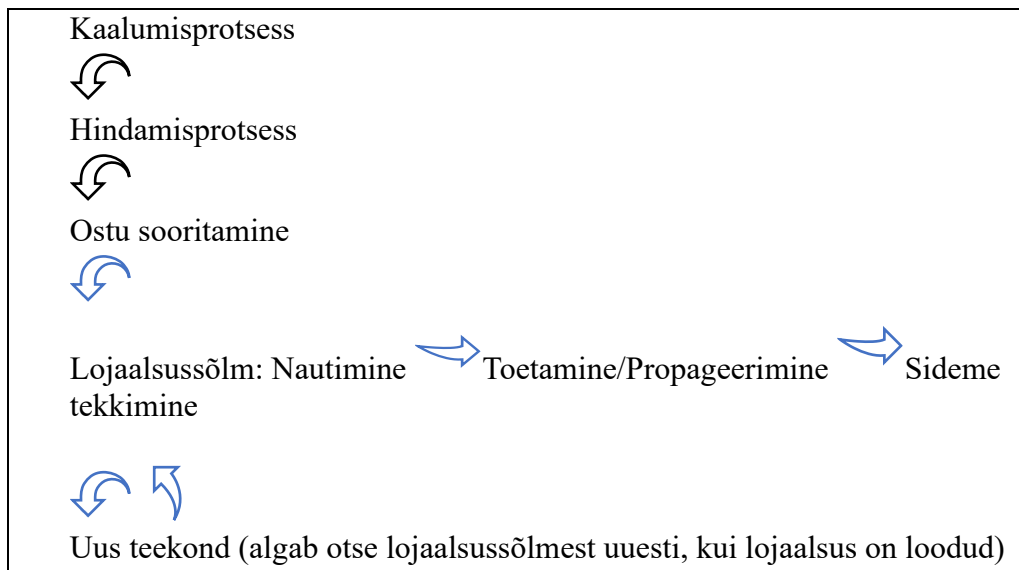 Kaalumisprotsess
Hindamisprotsess
Ostu sooritamine
Lojaalsussõlm: Nautimine Toetamine/Propageerimine Sideme
tekkimine
Uus teekond (algab otse lojaalsussõlmest uuesti, kui lojaalsus on loodud)